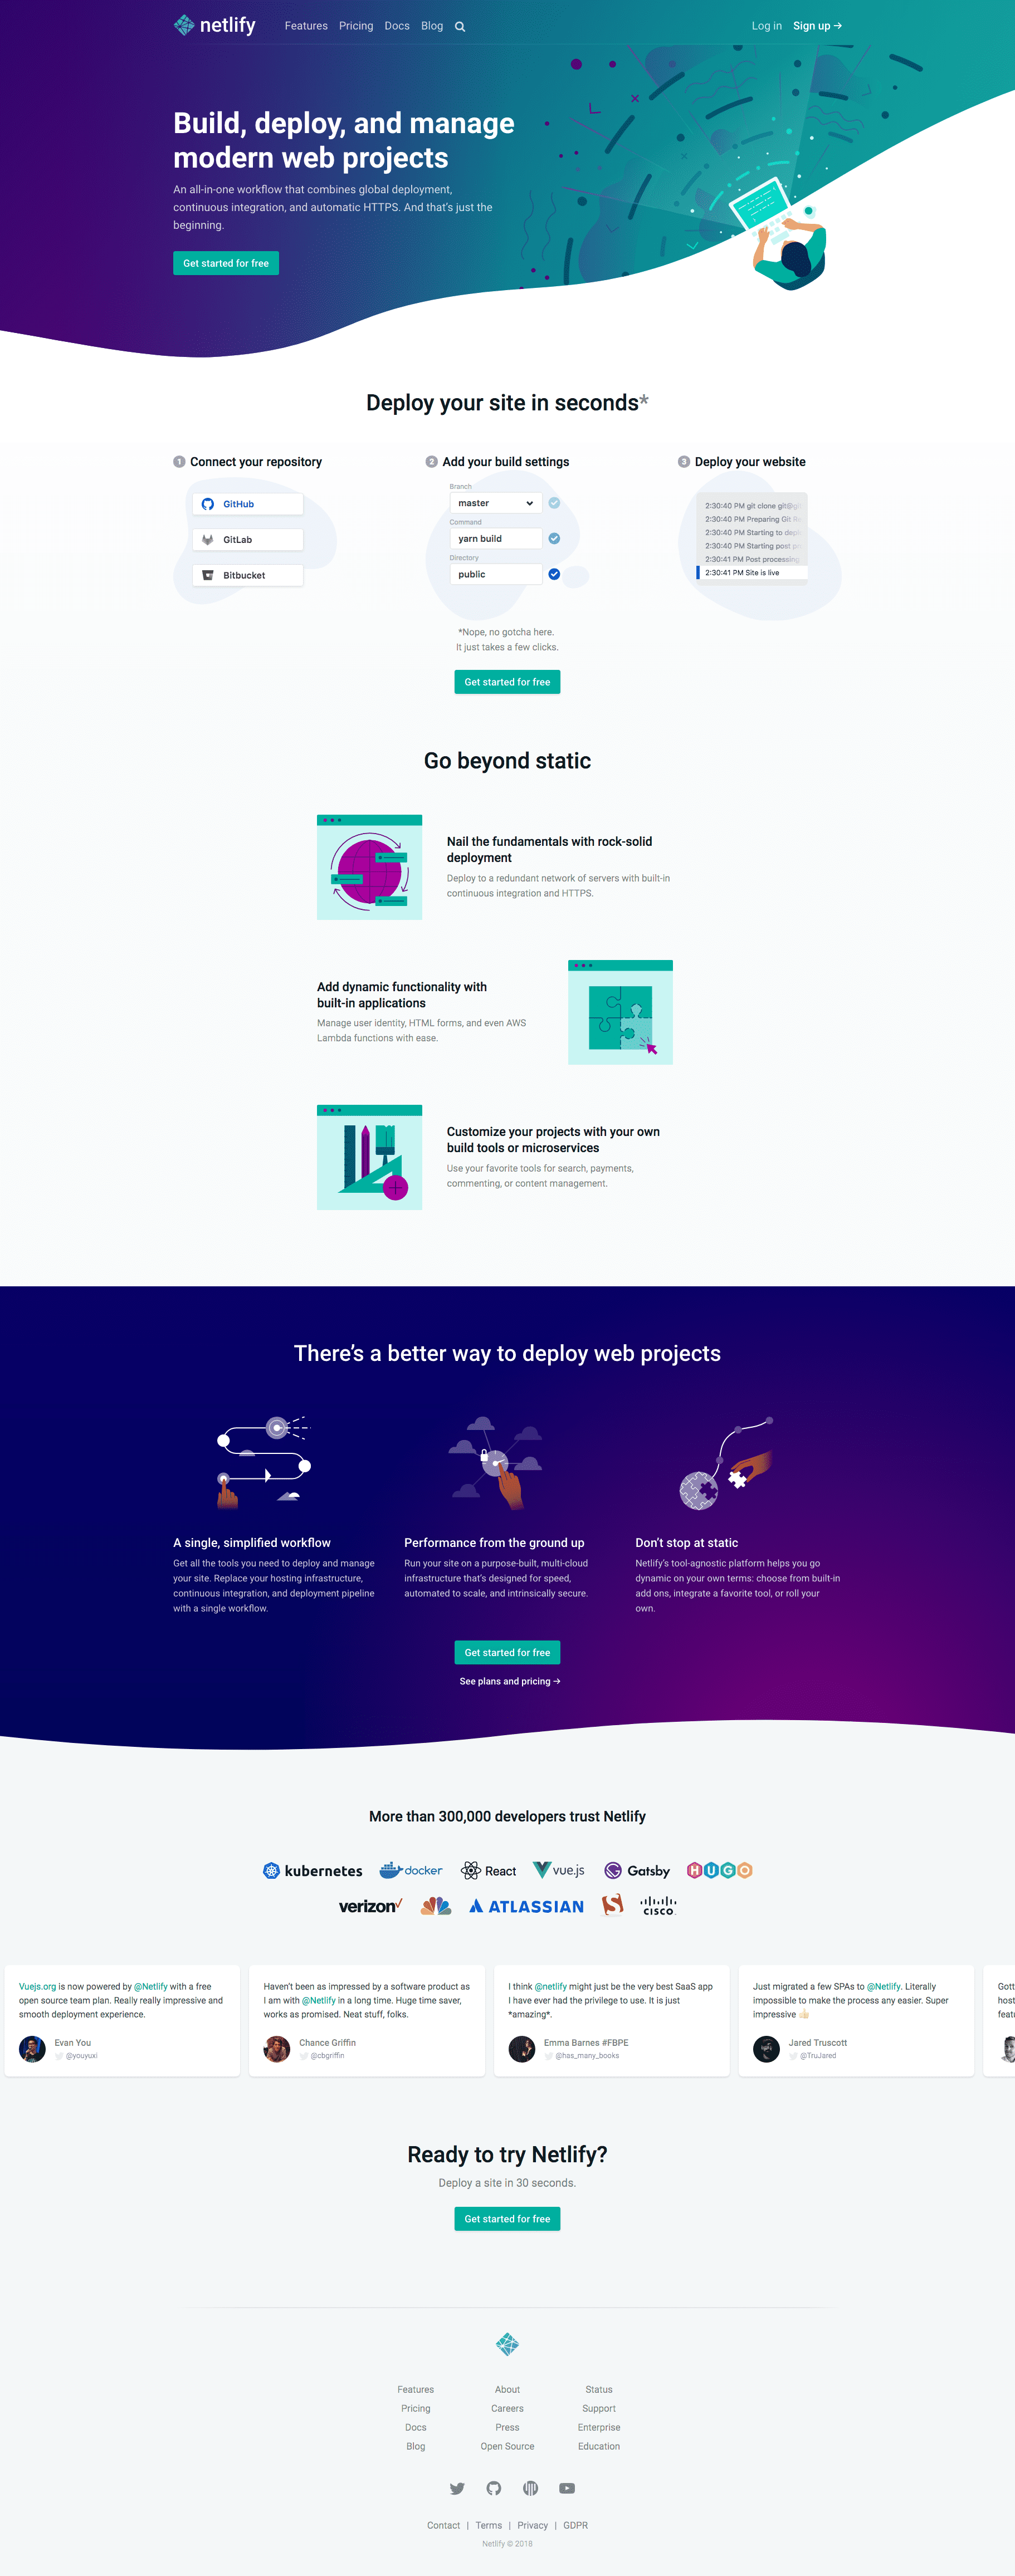 netlify
Features Pricing Docs Blog
Log in Sign up →
Build, deploy, and manage
modern web projects
An all-in-one workflow that combines global deployment,
continuous integration, and automatic HTTPS. And that's just the
beginning.
Get started for free
Deploy your site in seconds*
1 Connect your repository
GitHub
GitLab
Bitbucket
2 Add your build settings
Branch
master
Command
yarn build
Directory
public
3 Deploy your website
2:30:40 PM git clone git@git
2:30:40 PM Preparing Git
2:30:40 PM Starting to
2:30:40 PM Starting post
2:30:41 PM Post processing
2:30:41 PM Site is live
*Nope, no gotcha here.
It just takes a few clicks.
Get started for free
Go beyond static
Nail the fundamentals with rock-solid
deployment
Deploy to a redundant network of servers with built-in
continuous integration and HTTPS.
Add dynamic functionality with
built-in applications
Manage user identity, HTML forms, and even AWS
Lambda functions with ease.
Customize your projects with your own
build tools or microservices
Use your favorite tools for search, payments,
commenting, or content management.
There's a better way to deploy web projects
A single, simplified workflow
Get all the tools you need to deploy and manage
your site. Replace your hosting infrastructure,
continuous integration, and deployment pipeline
with a single workflow.
Performance from the ground up
Run your site on a purpose-built, multi-cloud
infrastructure that's designed for speed,
automated to scale, and intrinsically secure.
Don't stop at static
Netlify's tool-agnostic platform helps you go
dynamic on your own terms: choose from built-in
add ons, integrate a favorite tool, or roll your
own.
Get started for free
See plans and pricing →
More than 300,000 developers trust Netlify
kubernetes docker React vue.js Gatsby HUGO
verizon✓ ATLASSIAN S CISCO
Vuejs.org is now powered by @Netlify with a free
open source team plan. Really really impressive and
smooth deployment experience.
Evan You
@youyuxi
Haven't been as impressed by a software product as
I am with @Netlify in a long time. Huge time saver,
works as promised. Neat stuff, folks.
Chance Griffin
@cbgriffin
I think @netlify might just be the very best SaaS app
I have ever had the privilege to use. It is just
*amazing*.
Emma Barnes #FBPE
@has_many_books
Just migrated a few SPAs to @Netlify. Literally
impossible to make the process any easier. Super
impressive 👍
Jared Truscott
@TruJared
Gott
host
featu
Ready to try Netlify?
Deploy a site in 30 seconds.
Get started for free
Features
Pricing
Docs
Blog
About
Careers
Press
Open Source
Status
Support
Enterprise
Education
Contact | Terms | Privacy | GDPR
Netlify © 2018